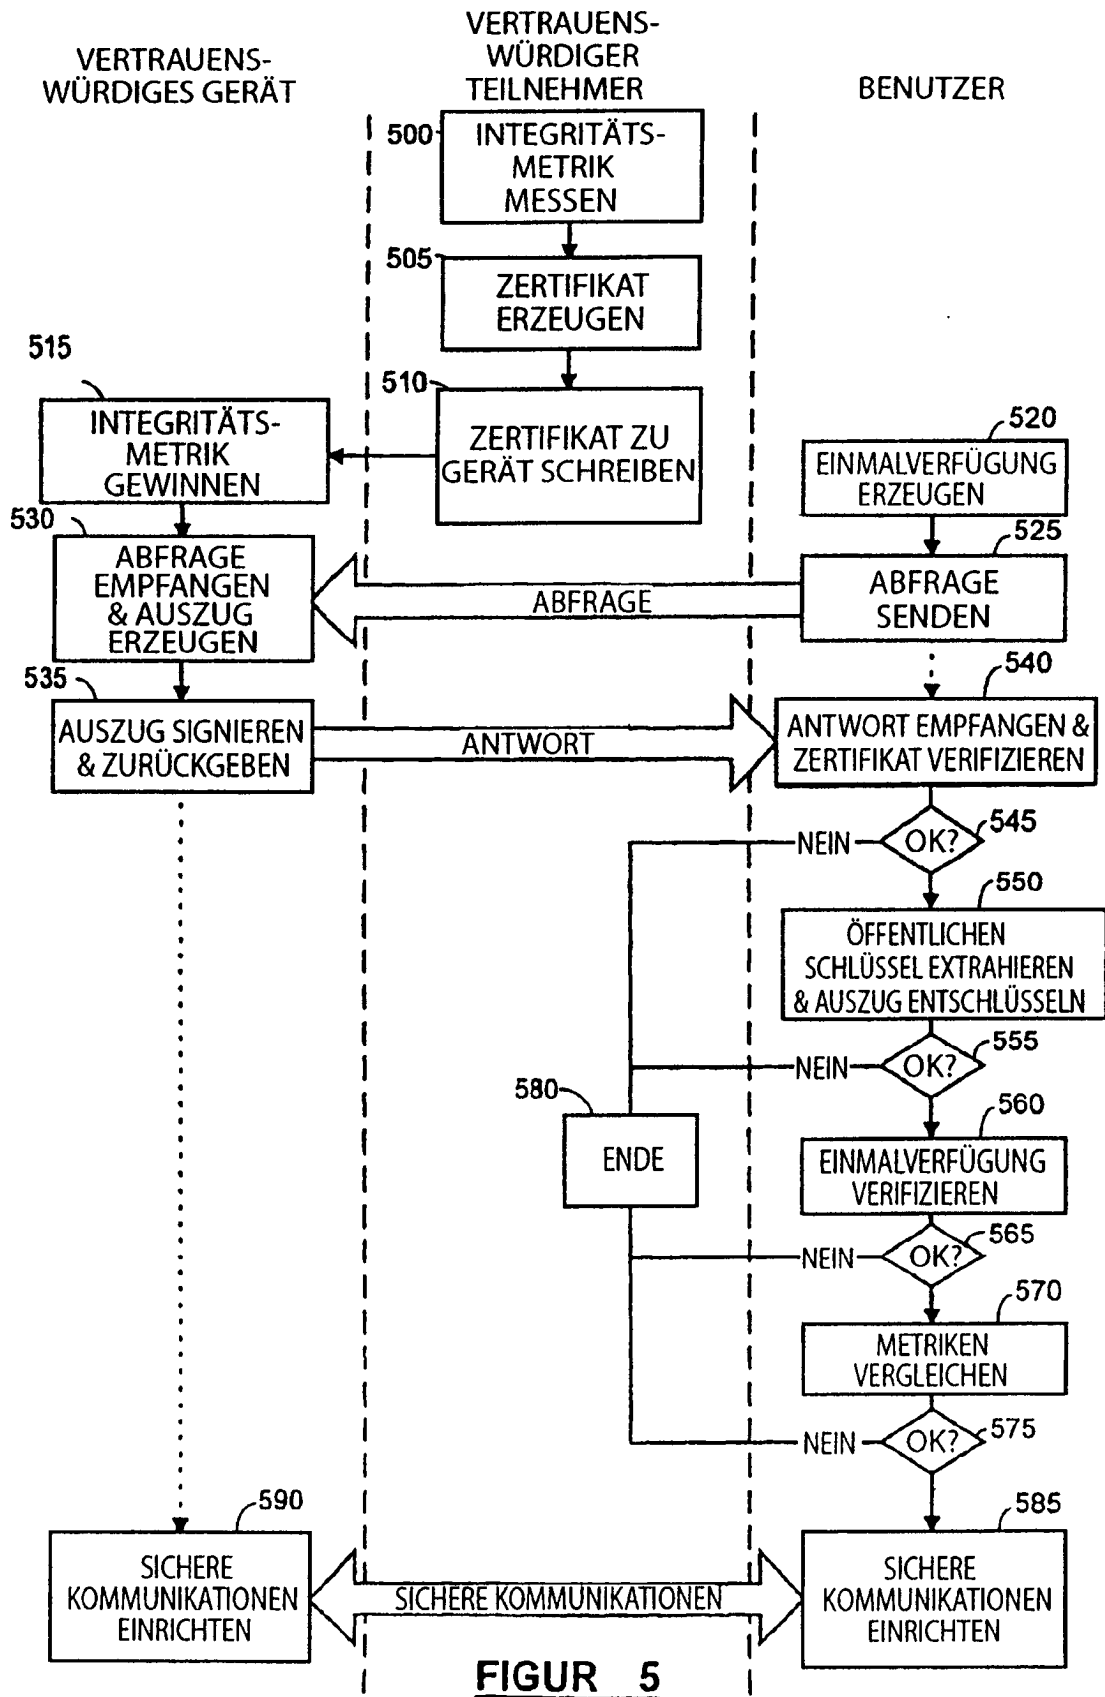 VERTRAUENS-
WÜRDIGES GERÄT
VERTRAUENS-
WÜRDIGER
TEILNEHMER
BENUTZER
500
INTEGRITÄTS-
METRIK
MESSEN
505
ZERTIFIKAT
ERZEUGEN
510
ZERTIFIKAT ZU
GERÄT SCHREIBEN
515
INTEGRITÄTS-
METRIK
GEWINNEN
520
EINMALVERFÜGUNG
ERZEUGEN
525
ABFRAGE
SENDEN
530
ABFRAGE
EMPFANGEN
& AUSZUG
ERZEUGEN
ABFRAGE
535
AUSZUG SIGNIEREN
& ZURÜCKGEBEN
ANTWORT
540
ANTWORT EMPFANGEN &
ZERTIFIKAT VERIFIZIEREN
545
OK?
NEIN
550
ÖFFENTLICHEN
SCHLÜSSEL EXTRAHIEREN
& AUSZUG ENTSCHLÜSSELN
555
OK?
NEIN
580
ENDE
560
EINMALVERFÜGUNG
VERIFIZIEREN
565
OK?
NEIN
570
METRIKEN
VERGLEICHEN
575
OK?
NEIN
590
SICHERE
KOMMUNIKATIONEN
EINRICHTEN
SICHERE KOMMUNIKATIONEN
585
SICHERE
KOMMUNIKATIONEN
EINRICHTEN
FIGUR 5